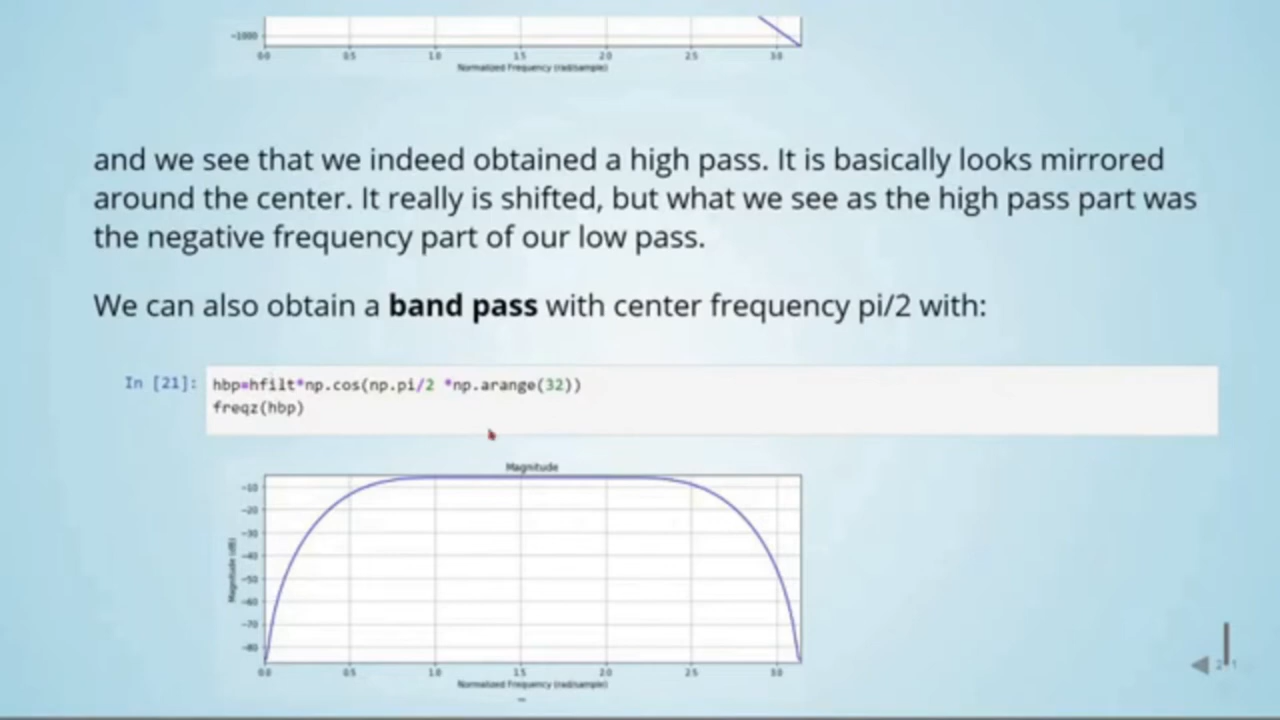 -1000
0.0 0.5 1.0 1.5 2.0 2.5 3.0
Normalized Frequency (rad/sample)
and we see that we indeed obtained a high pass. It is basically looks mirrored
around the center. It really is shifted, but what we see as the high pass part was
the negative frequency part of our low pass.
We can also obtain a band pass with center frequency pi/2 with:
In [21]: hbp=hfilt*np.cos(np.pi/2 *np.arange(32))
freqz(hbp)
Magnitude
-10
-20
-30
-40
-50
-60
-70
-80
Magnitude (dB)
0.0 0.5 1.0 1.5 2.0 2.5 3.0
Normalized Frequency (rad/sample)